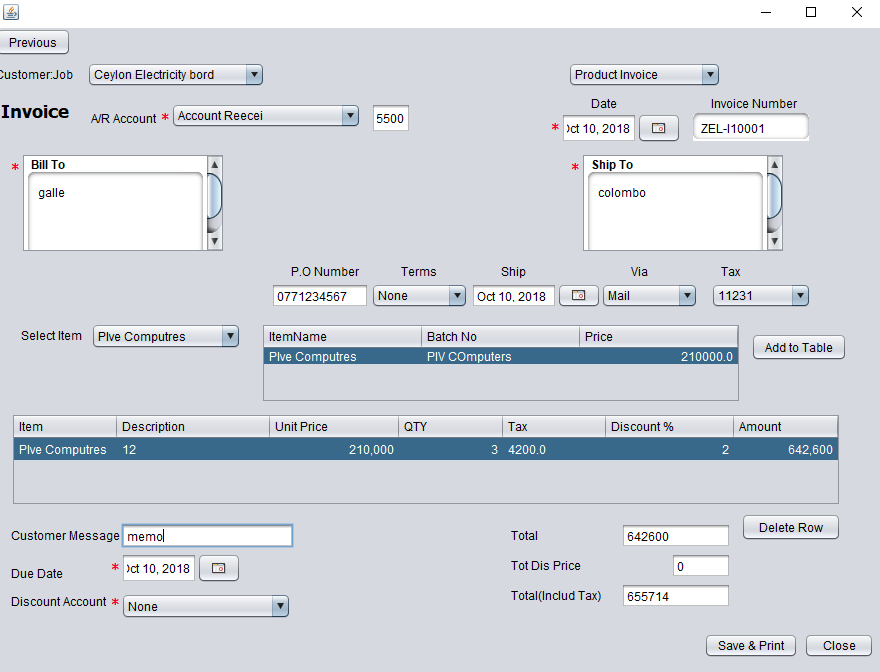 Previous
Customer:Job Ceylon Electricity bord Product Invoice
Invoice A/R Account * Account Reecei 5500
Date Invoice Number
* Oct 10, 2018 ZEL-I10001
* Bill To * Ship To
galle colombo
P.O Number Terms Ship Via Tax
0771234567 None Oct 10, 2018 Mail 11231
Select Item PIve Computres
ItemName Batch No Price
PIve Computres PIV COmputers 210000.0
Add to Table
Item Description Unit Price QTY Tax Discount % Amount
PIve Computres 12 210,000 3 4200.0 2 642,600
Customer Message memo Total 642600 Delete Row
Due Date * Oct 10, 2018 Tot Dis Price 0
Discount Account * None Total(Includ Tax) 655714
Save & Print Close